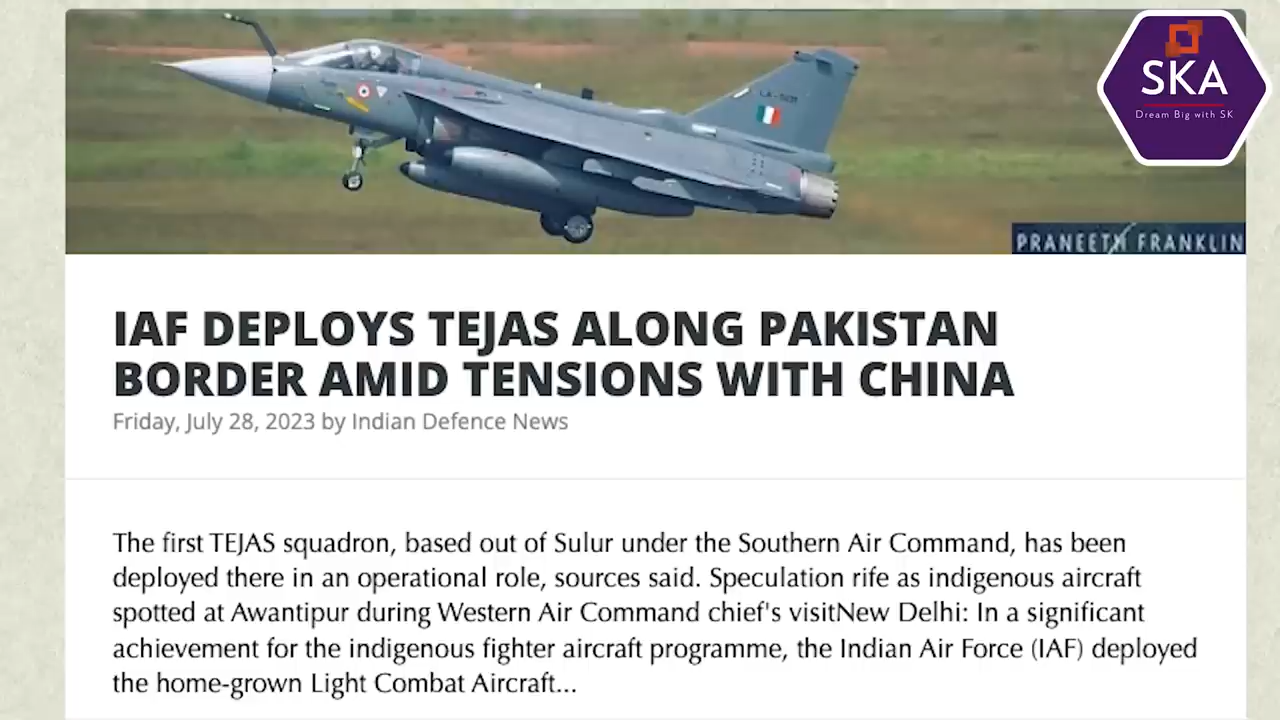 SKA
Dream Big with SK
PRANEETH FRANKLIN
IAF DEPLOYS TEJAS ALONG PAKISTAN
BORDER AMID TENSIONS WITH CHINA
Friday, July 28, 2023 by Indian Defence News
The first TEJAS squadron, based out of Sulur under the Southern Air Command, has been
deployed there in an operational role, sources said. Speculation rife as indigenous aircraft
spotted at Awantipur during Western Air Command chief's visitNew Delhi: In a significant
achievement for the indigenous fighter aircraft programme, the Indian Air Force (IAF) deployed
the home-grown Light Combat Aircraft...